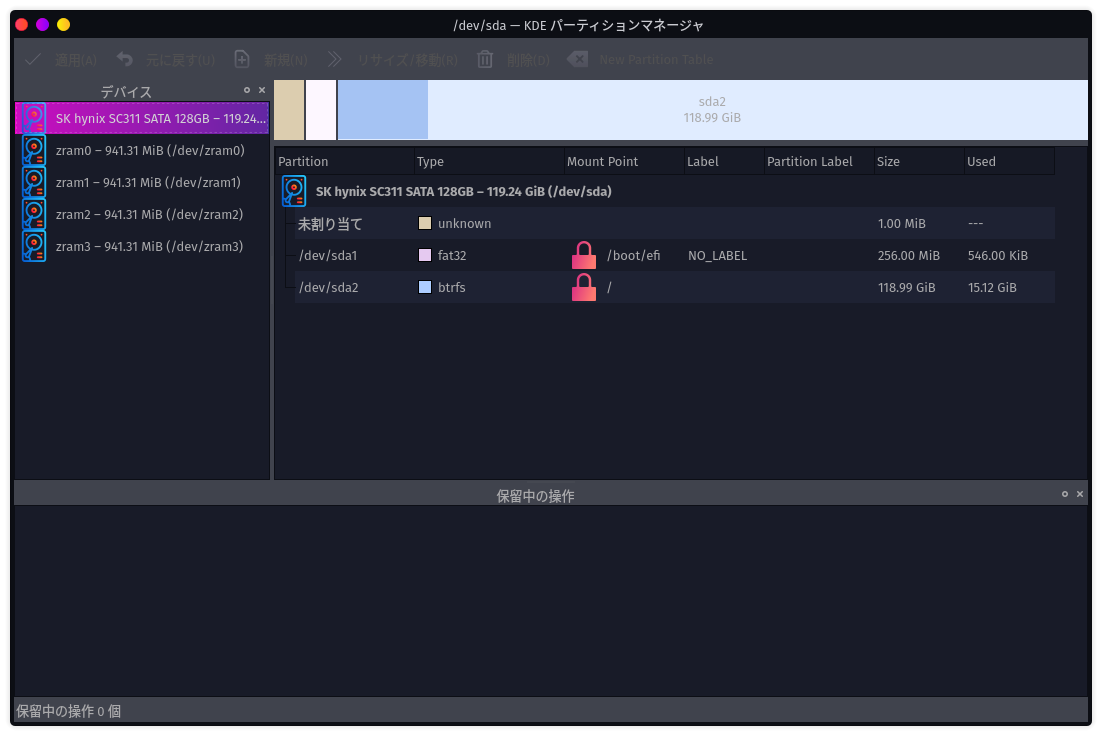 /dev/sda — KDE パーティションマネージャ
適用(A) 元に戻す(U) 新規(N) リサイズ/移動(R) 削除(D) New Partition Table
デバイス
SK hynix SC311 SATA 128GB – 119.24...
zram0 – 941.31 MiB (/dev/zram0)
zram1 – 941.31 MiB (/dev/zram1)
zram2 – 941.31 MiB (/dev/zram2)
zram3 – 941.31 MiB (/dev/zram3)
sda2
118.99 GiB
Partition Type Mount Point Label Partition Label Size Used
SK hynix SC311 SATA 128GB – 119.24 GiB (/dev/sda)
未割り当て unknown 1.00 MiB ---
/dev/sda1 fat32 /boot/efi NO_LABEL 256.00 MiB 546.00 KiB
/dev/sda2 btrfs / 118.99 GiB 15.12 GiB
保留中の操作
保留中の操作 0 個